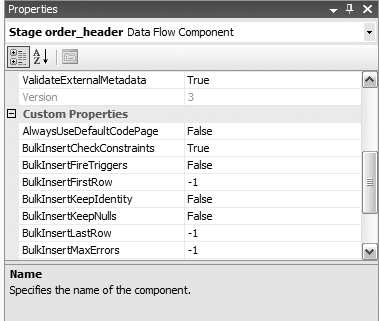 Properties
Stage order_header Data Flow Component
A
Z
ValidateExternalMetadata True
Version 3
Custom Properties
AlwaysUseDefaultCodePage False
BulkInsertCheckConstraints True
BulkInsertFireTriggers False
BulkInsertFirstRow -1
BulkInsertKeepIdentity False
BulkInsertKeepNulls False
BulkInsertLastRow -1
BulkInsertMaxErrors -1
Name
Specifies the name of the component.